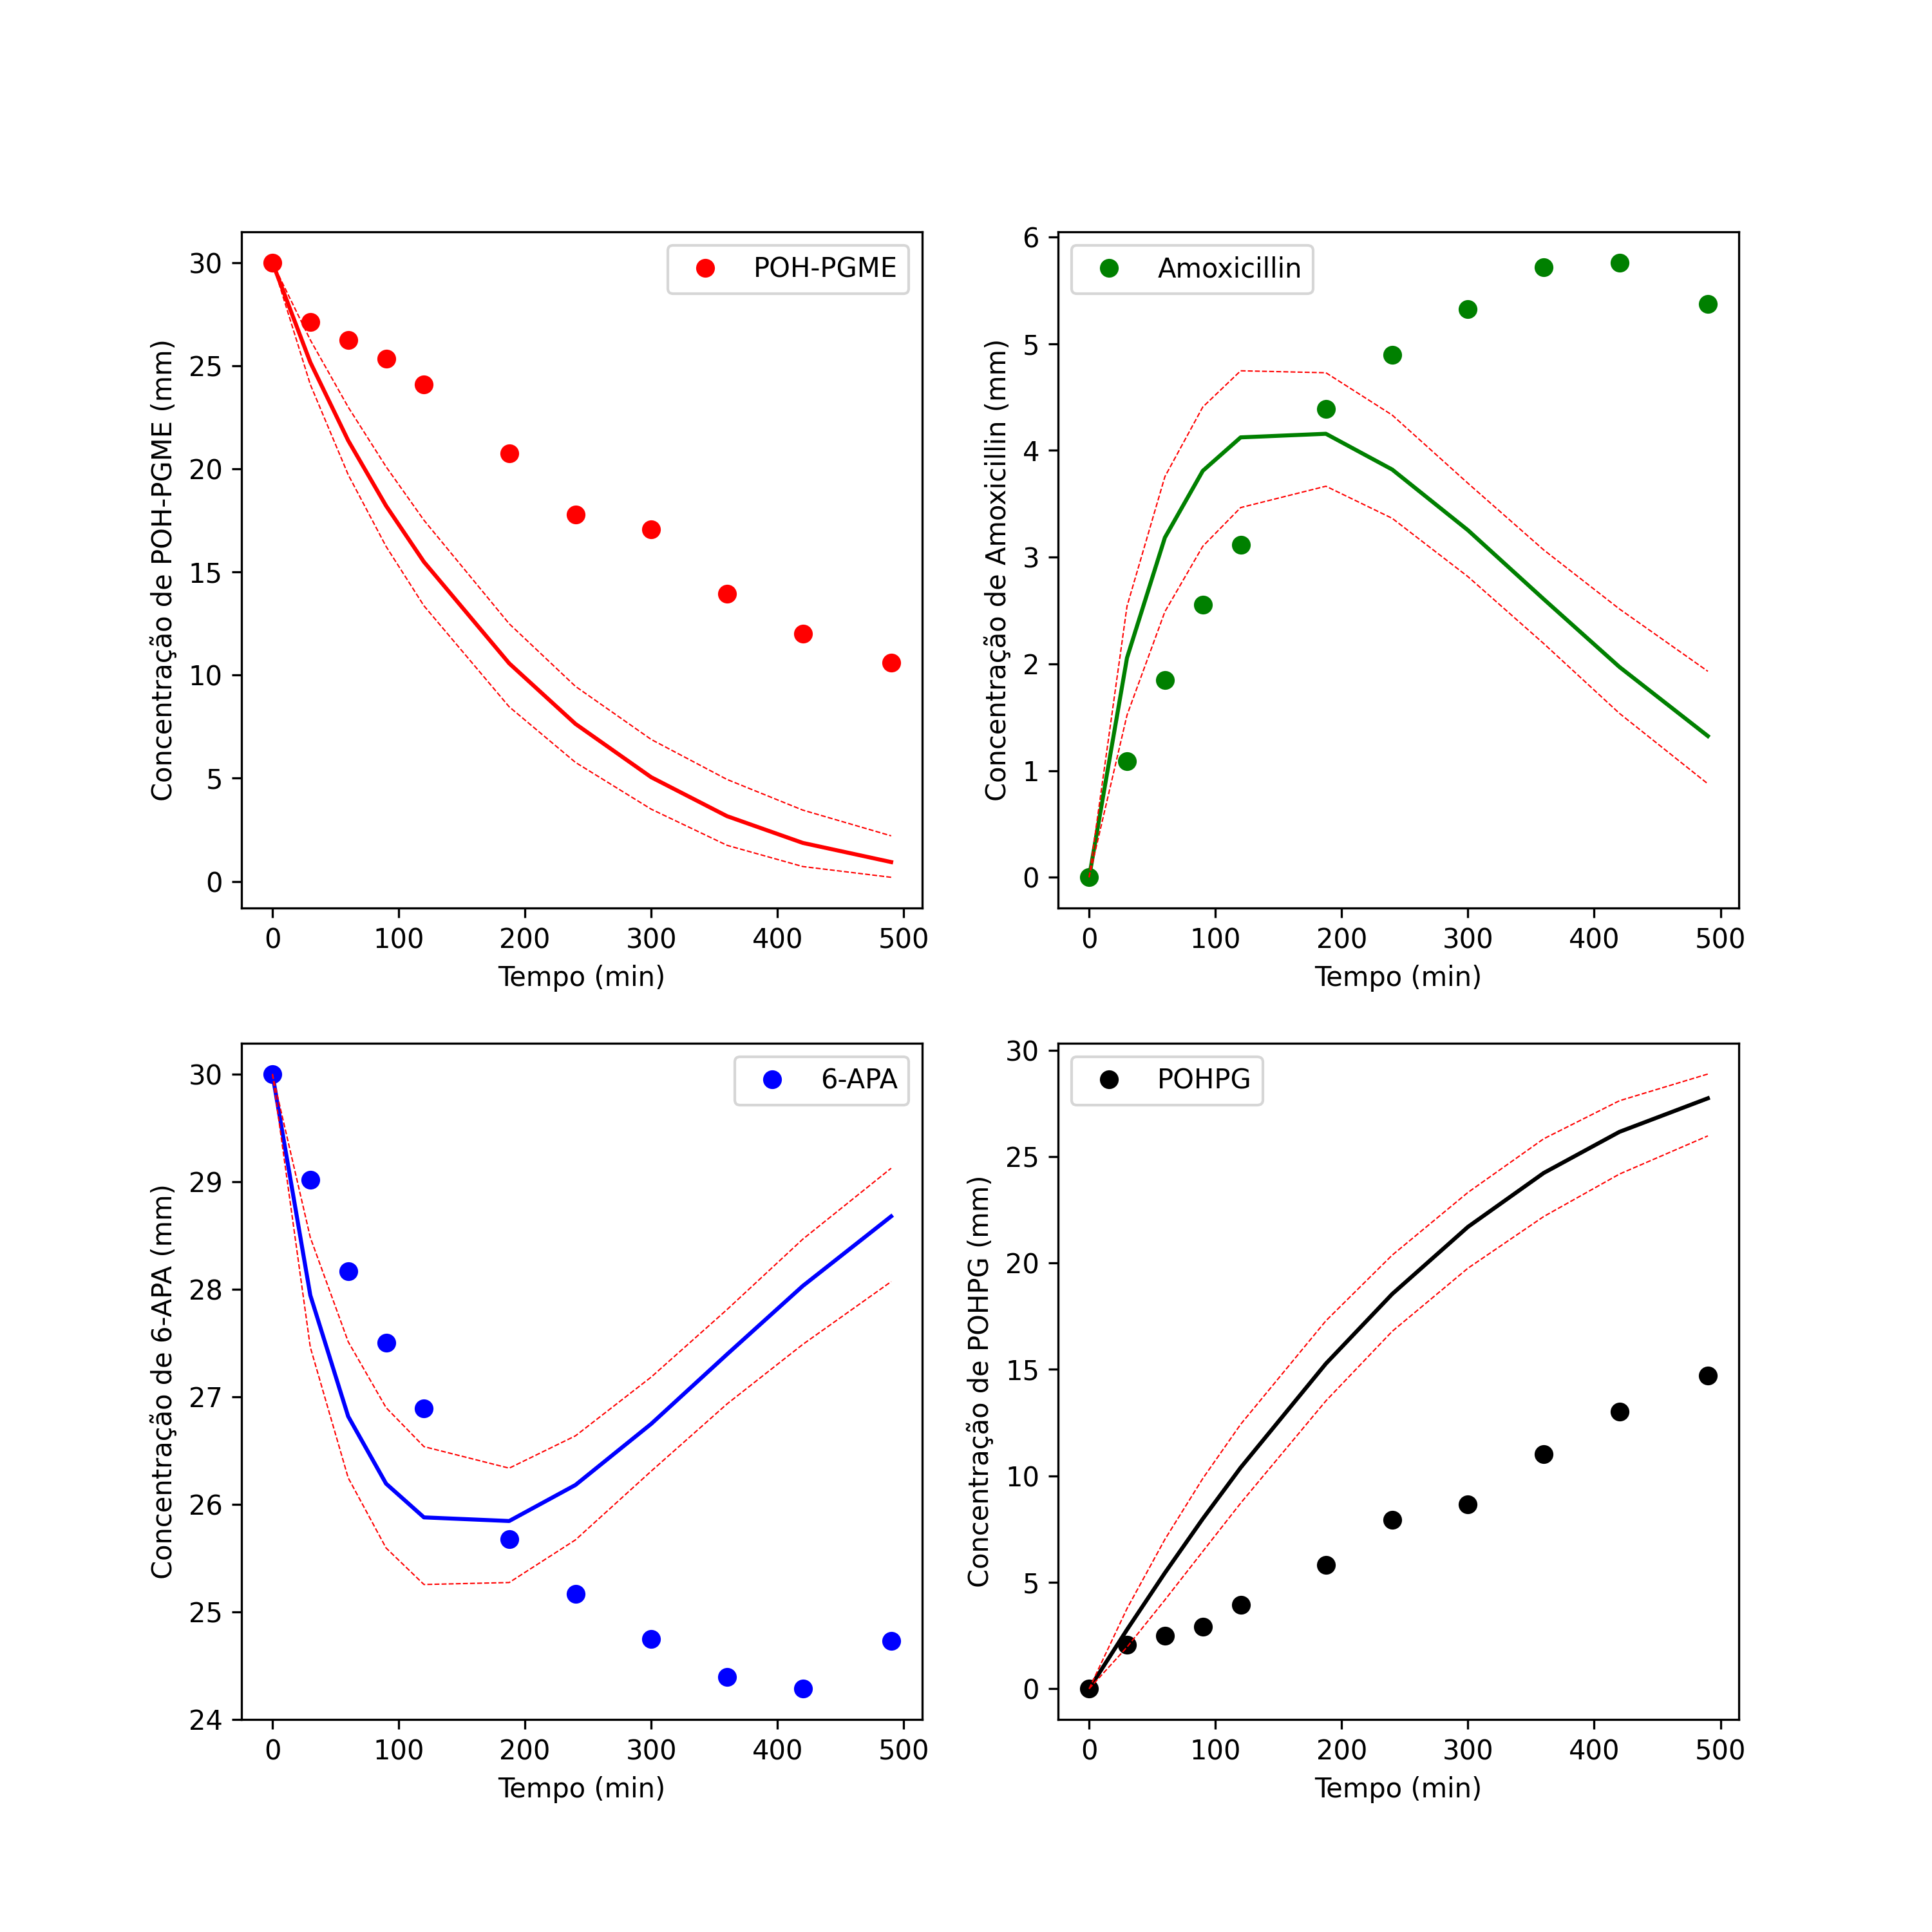 POH-PGME
Concentração de POH-PGME (mm)
30
25
20
15
10
5
0
0 100 200 300 400 500
Tempo (min)
Amoxicillin
Concentração de Amoxicillin (mm)
6
5
4
3
2
1
0
0 100 200 300 400 500
Tempo (min)
6-APA
Concentração de 6-APA (mm)
30
29
28
27
26
25
24
0 100 200 300 400 500
Tempo (min)
POHPG
Concentração de POHPG (mm)
30
25
20
15
10
5
0
0 100 200 300 400 500
Tempo (min)